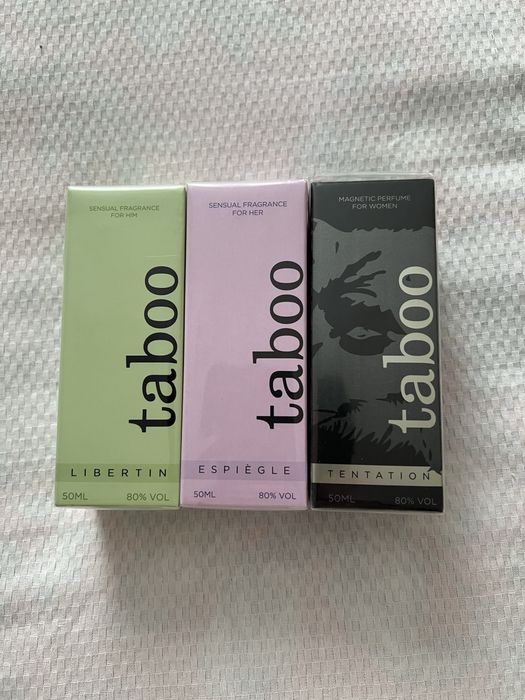 SENSUAL FRAGRANCE
FOR HIM
taboo
LIBERTIN
50ML 80% VOL
SENSUAL FRAGRANCE
FOR HER
taboo
ESPIÈGLE
50ML 80% VOL
MAGNETIC PERFUME
FOR WOMEN
taboo
TENTATION
50ML 80% VOL